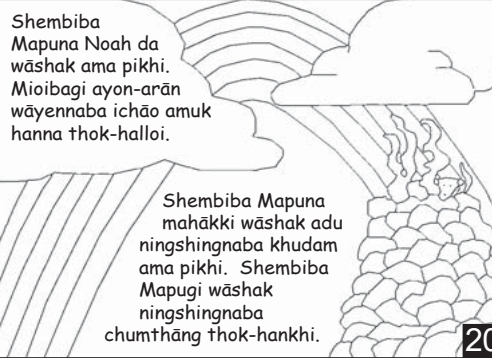 Shembiba
Mapuna Noah da
wāshak ama pikhi.
Mioibagi ayon-arān
wāyennaba ichāo amuk
hanna thok-halloi.
Shembiba Mapuna
mahākki wāshak adu
ningshingnaba khudam
ama pikhi. Shembiba
Mapugi wāshak
ningshingnaba
chumthāng thok-hankhi.
20